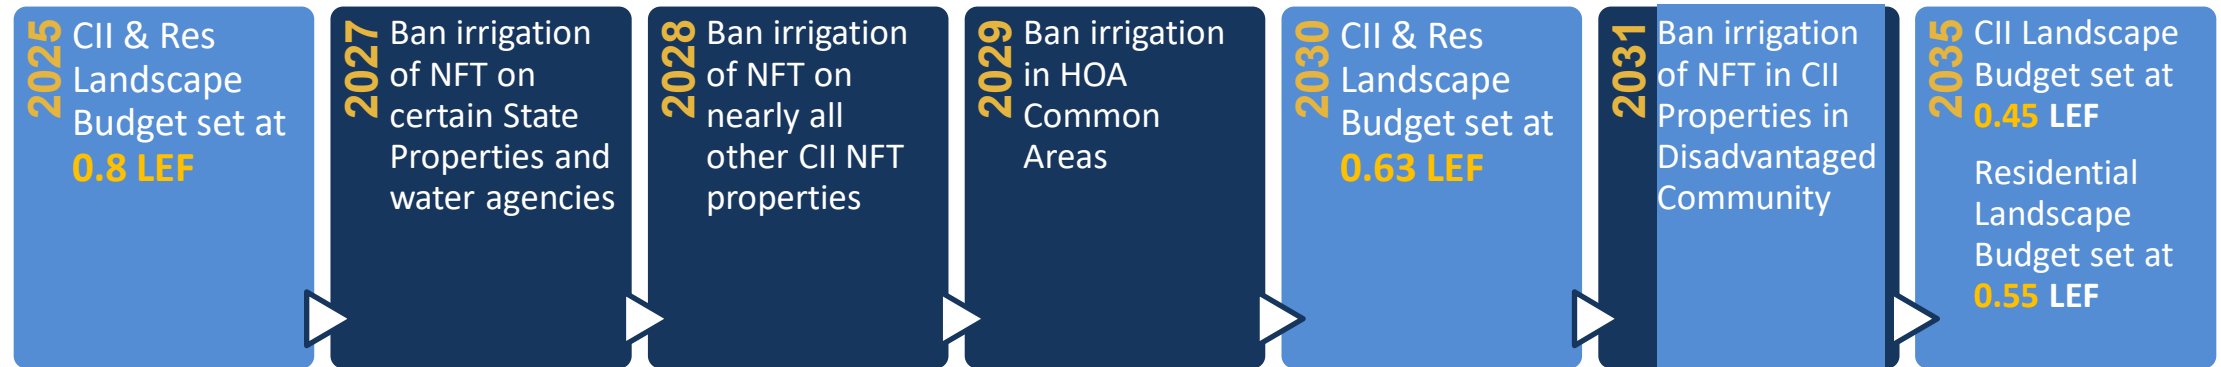 2025
CII & Res
Landscape
Budget set at
0.8 LEF
2027
Ban irrigation
of NFT on
certain State
Properties and
water agencies
2028
Ban irrigation
of NFT on
nearly all
other CII NFT
properties
2029
Ban irrigation
in HOA
Common
Areas
2030
CII & Res
Landscape
Budget set at
0.63 LEF
2031
Ban irrigation
of NFT in CII
Properties in
Disadvantaged
Community
2035
CII Landscape
Budget set at
0.45 LEF
Residential
Landscape
Budget set at
0.55 LEF